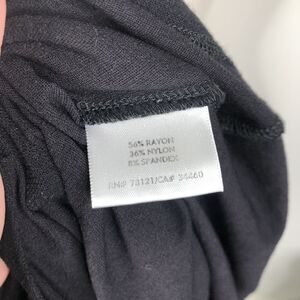 56% RAYON
36% NYLON
8% SPANDEX
RN# 73121/CA# 34460